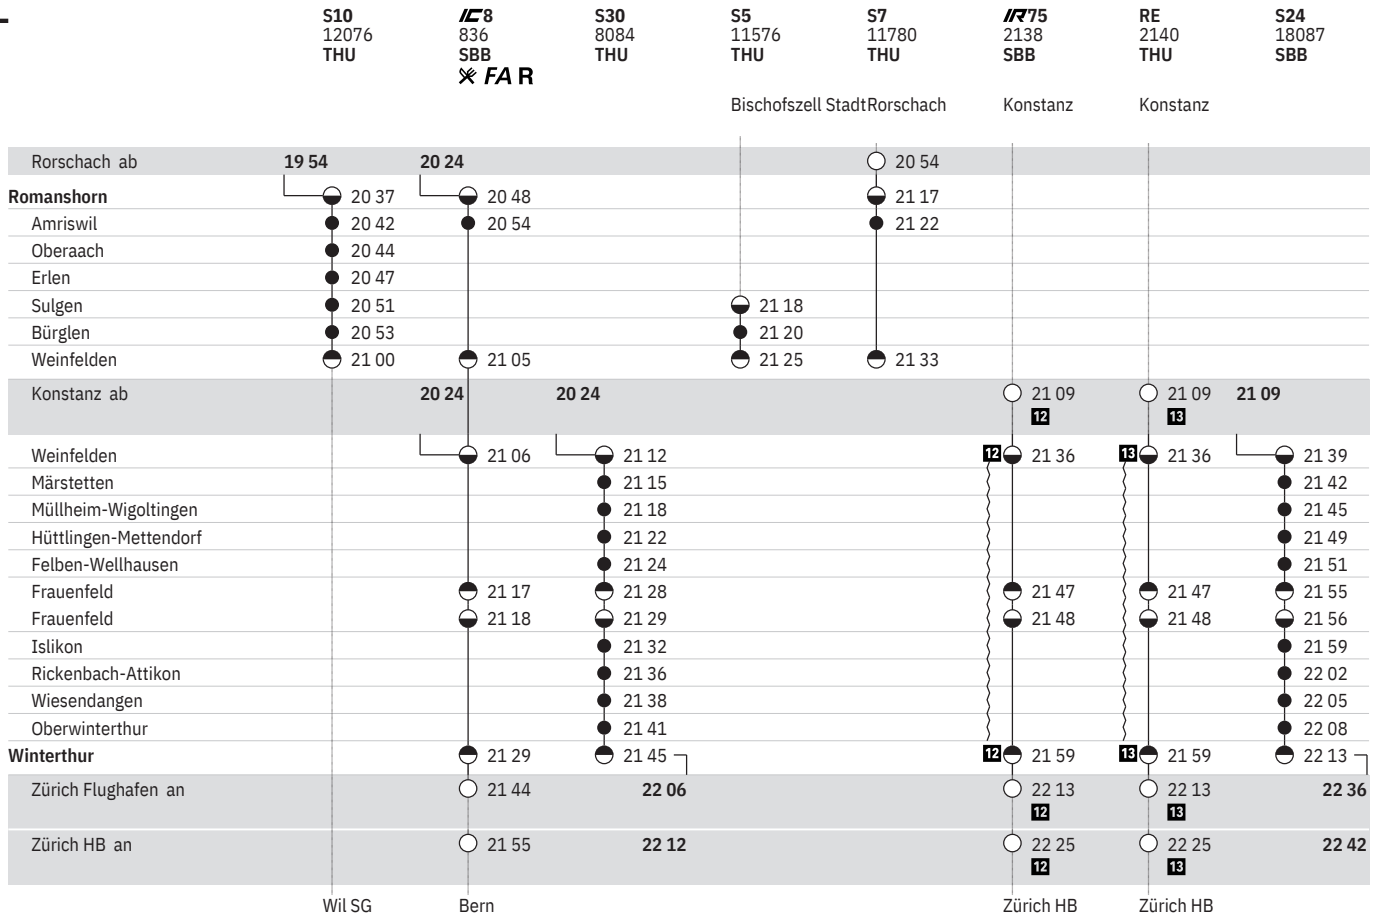 S10 IC8 S30 S5 S7 IR75 RE S24
12076 836 8084 11576 11780 2138 2140 18087
THU SBB THU THU THU SBB THU SBB
FA R
Bischofszell Stadt Rorschach Konstanz Konstanz
Rorschach ab 19 54 20 24 20 54
Romanshorn 20 37 20 48 21 17
Amriswil 20 42 20 54 21 22
Oberaach 20 44
Erlen 20 47
Sulgen 20 51 21 18
Bürglen 20 53 21 20
Weinfelden 21 00 21 05 21 25 21 33
Konstanz ab 20 24 20 24 21 09 21 09 21 09
12 13
Weinfelden 21 06 21 12 12 21 36 13 21 36 21 39
Märstetten 21 15 21 42
Müllheim-Wigoltingen 21 18 21 45
Hüttlingen-Mettendorf 21 22 21 49
Felben-Wellhausen 21 24 21 51
Frauenfeld 21 17 21 28 21 47 21 47 21 55
Frauenfeld 21 18 21 29 21 48 21 48 21 56
Islikon 21 32 21 59
Rickenbach-Attikon 21 36 22 02
Wiesendangen 21 38 22 05
Oberwinterthur 21 41 22 08
Winterthur 21 29 21 45 12 21 59 13 21 59 22 13
Zürich Flughafen an 21 44 22 06 22 13 22 13 22 36
12 13
Zürich HB an 21 55 22 12 22 25 22 25 22 42
12 13
Wil SG Bern Zürich HB Zürich HB